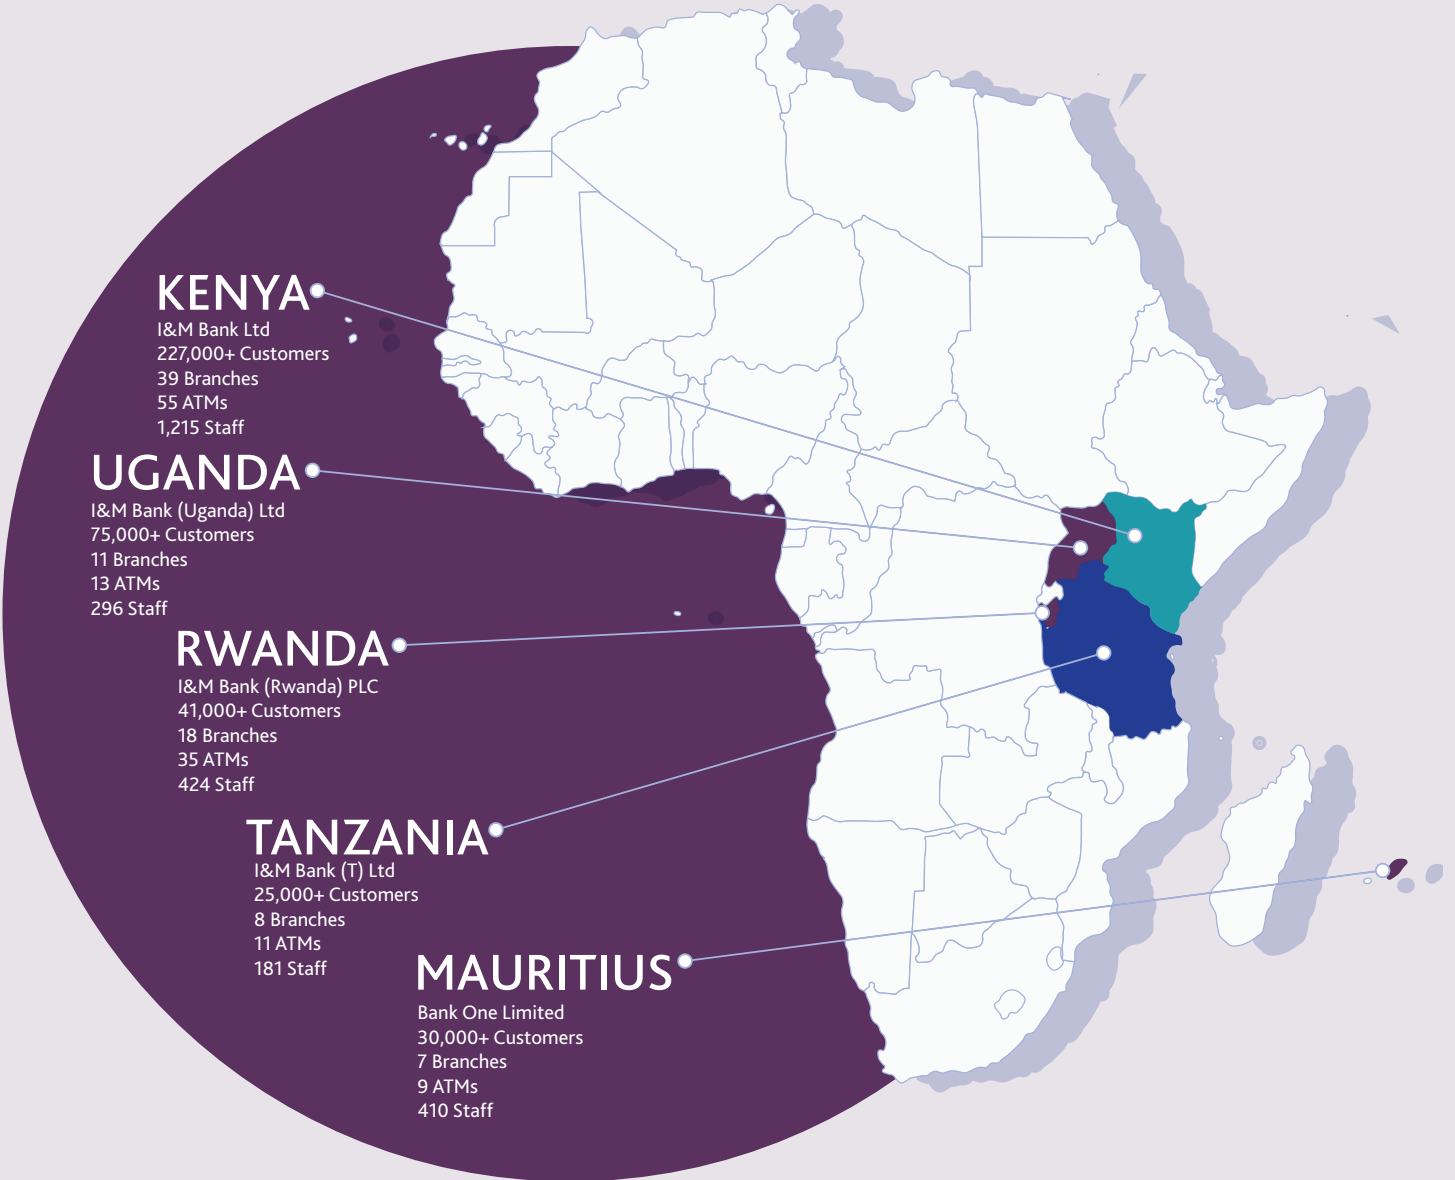 KENYA
I&M Bank Ltd
227,000+ Customers
39 Branches
55 ATMs
1,215 Staff
UGANDA
I&M Bank (Uganda) Ltd
75,000+ Customers
11 Branches
13 ATMs
296 Staff
RWANDA
I&M Bank (Rwanda) PLC
41,000+ Customers
18 Branches
35 ATMs
424 Staff
TANZANIA
I&M Bank (T) Ltd
25,000+ Customers
8 Branches
11 ATMs
181 Staff
MAURITIUS
Bank One Limited
30,000+ Customers
7 Branches
9 ATMs
410 Staff